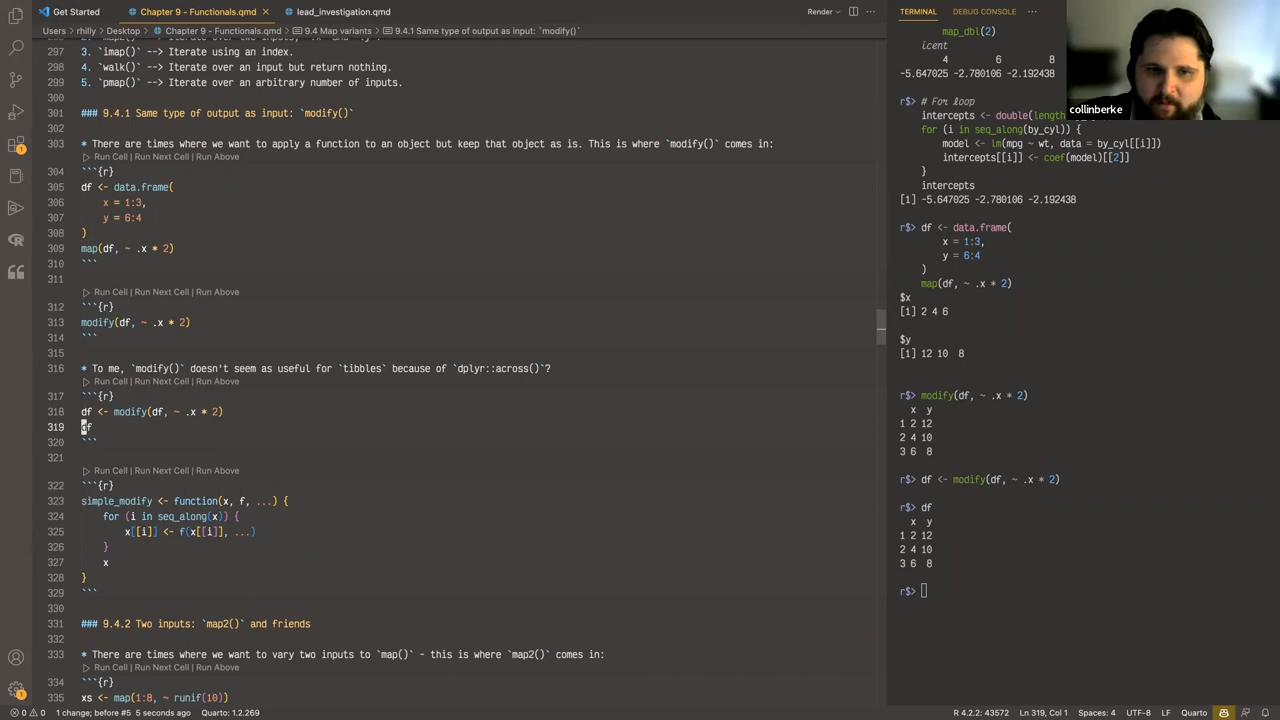 Get Started
Chapter 9 - Functionals.qmd
lead_investigation.qmd
Render
Users > rhilly > Desktop > Chapter 9 - Functionals.qmd > 9.4 Map variants > 9.4.1 Same type of output as input: `modify()`
297 3. `imap()` --> Iterate using an index.
298 4. `walk()` --> Iterate over an input but return nothing.
299 5. `pmap()` --> Iterate over an arbitrary number of inputs.
300
301 ### 9.4.1 Same type of output as input: `modify()`
302
303 * There are times where we want to apply a function to an object but keep that object as is. This is where `modify()` comes in:
Run Cell | Run Next Cell | Run Above
304 ```{r}
305 df <- data.frame(
306 x = 1:3,
307 y = 6:4
308 )
309 map(df, ~ .x * 2)
310 ```
311
Run Cell | Run Next Cell | Run Above
312 ```{r}
313 modify(df, ~ .x * 2)
314 ```
315
316 * To me, `modify()` doesn't seem as useful for `tibbles` because of `dplyr::across()`?
Run Cell | Run Next Cell | Run Above
317 ```{r}
318 df <- modify(df, ~ .x * 2)
319 df
320 ```
321
Run Cell | Run Next Cell | Run Above
322 ```{r}
323 simple_modify <- function(x, f, ...) {
324 for (i in seq_along(x)) {
325 x[[i]] <- f(x[[i]], ...)
326 }
327 x
328 }
329 ```
330
331 ### 9.4.2 Two inputs: `map2()` and friends
332
333 * There are times where we want to vary two inputs to `map()` - this is where `map2()` comes in:
Run Cell | Run Next Cell | Run Above
334 ```{r}
335 xs <- map(1:8, ~ runif(10))
TERMINAL
DEBUG CONSOLE
map_dbl(2)
icent
4 6 8
-5.647025 -2.780106 -2.192438
r$> # For loop
intercepts <- double(length
for (i in seq_along(by_cyl)) {
model <- lm(mpg ~ wt, data = by_cyl[[i]])
intercepts[[i]] <- coef(model)[[2]]
}
intercepts
[1] -5.647025 -2.780106 -2.192438
r$> df <- data.frame(
x = 1:3,
y = 6:4
)
map(df, ~ .x * 2)
$x
[1] 2 4 6
$y
[1] 12 10 8
r$> modify(df, ~ .x * 2)
x y
1 2 12
2 4 10
3 6 8
r$> df <- modify(df, ~ .x * 2)
r$> df
x y
1 2 12
2 4 10
3 6 8
r$>
collinberke
0 0 1 change; before #5 5 seconds ago Quarto: 1.2.269
R 4.2.2: 43572 Ln 319, Col 1 Spaces: 4 UTF-8 LF Quarto